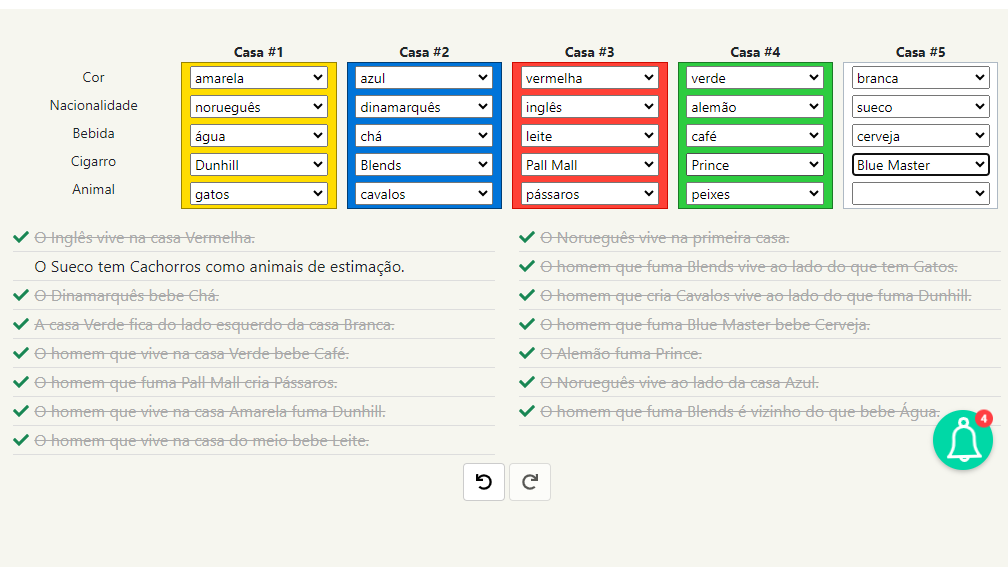 Casa #1 Casa #2 Casa #3 Casa #4 Casa #5
Cor amarela azul vermelha verde branca
Nacionalidade norueguês dinamarquês inglês alemão sueco
Bebida água chá leite café cerveja
Cigarro Dunhill Blends Pall Mall Prince Blue Master
Animal gatos cavalos pássaros peixes
O Inglês vive na casa Vermelha.
O Sueco tem Cachorros como animais de estimação.
O Dinamarquês bebe Chá.
A casa Verde fica do lado esquerdo da casa Branca.
O homem que vive na casa Verde bebe Café.
O homem que fuma Pall Mall cria Pássaros.
O homem que vive na casa Amarela fuma Dunhill.
O homem que vive na casa do meio bebe Leite.
O Norueguês vive na primeira casa.
O homem que fuma Blends vive ao lado do que tem Gatos.
O homem que cria Cavalos vive ao lado do que fuma Dunhill.
O homem que fuma Blue Master bebe Cerveja.
O Alemão fuma Prince.
O Norueguês vive ao lado da casa Azul.
O homem que fuma Blends é vizinho do que bebe Água.
4